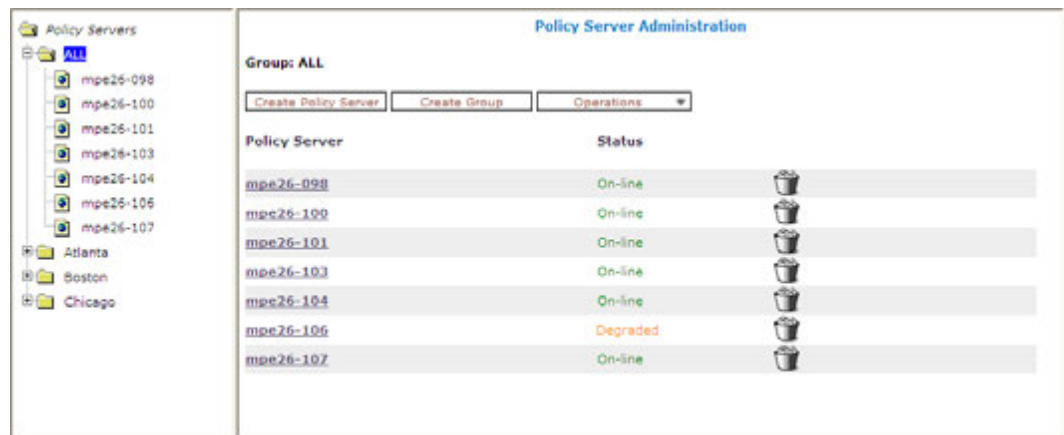 Policy Servers
ALL
mpe26-098
mpe26-100
mpe26-101
mpe26-103
mpe26-104
mpe26-106
mpe26-107
Atlanta
Boston
Chicago
Policy Server Administration
Group: ALL
Create Policy Server Create Group Operations
Policy Server Status
mpe26-098 On-line
mpe26-100 On-line
mpe26-101 On-line
mpe26-103 On-line
mpe26-104 On-line
mpe26-106 Degraded
mpe26-107 On-line